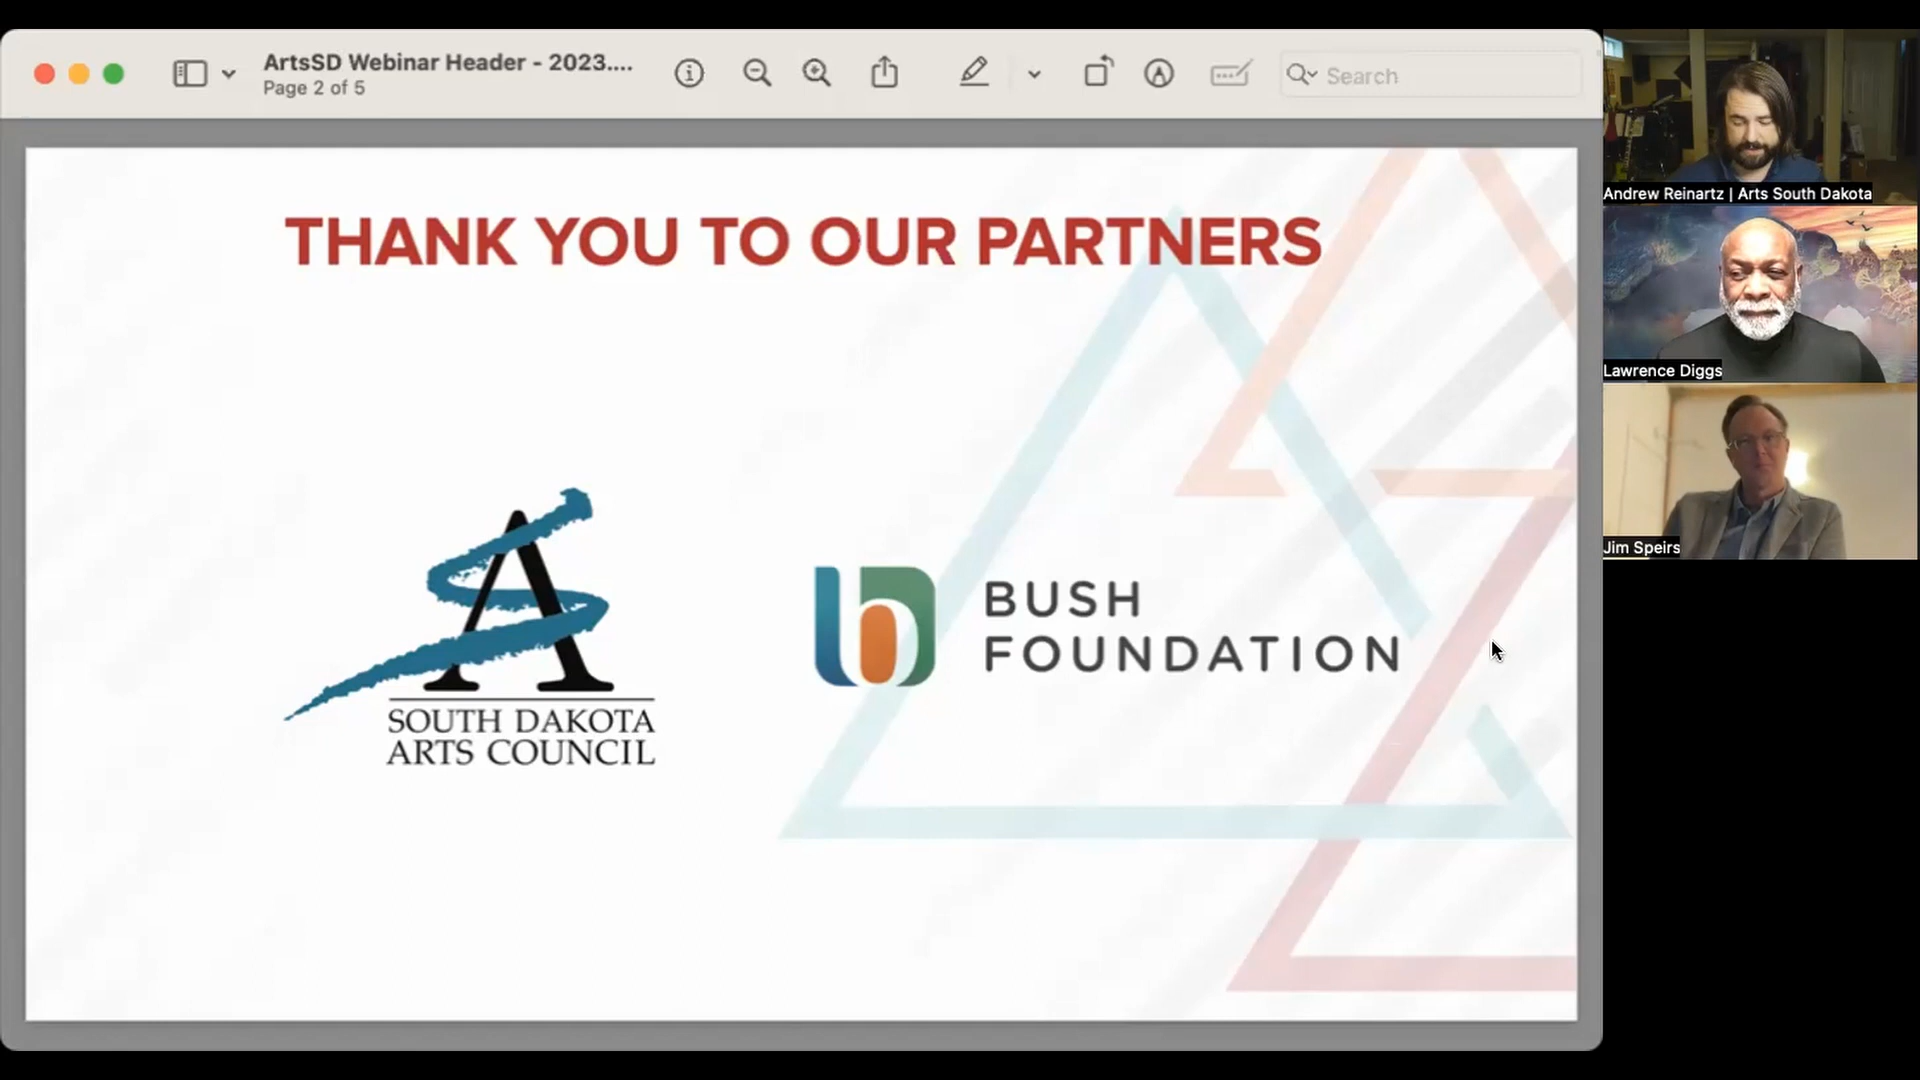 ArtsSD Webinar Header - 2023....
Page 2 of 5
Search
THANK YOU TO OUR PARTNERS
SOUTH DAKOTA
ARTS COUNCIL
BUSH
FOUNDATION
Andrew Reinartz | Arts South Dakota
Lawrence Diggs
Jim Speirs